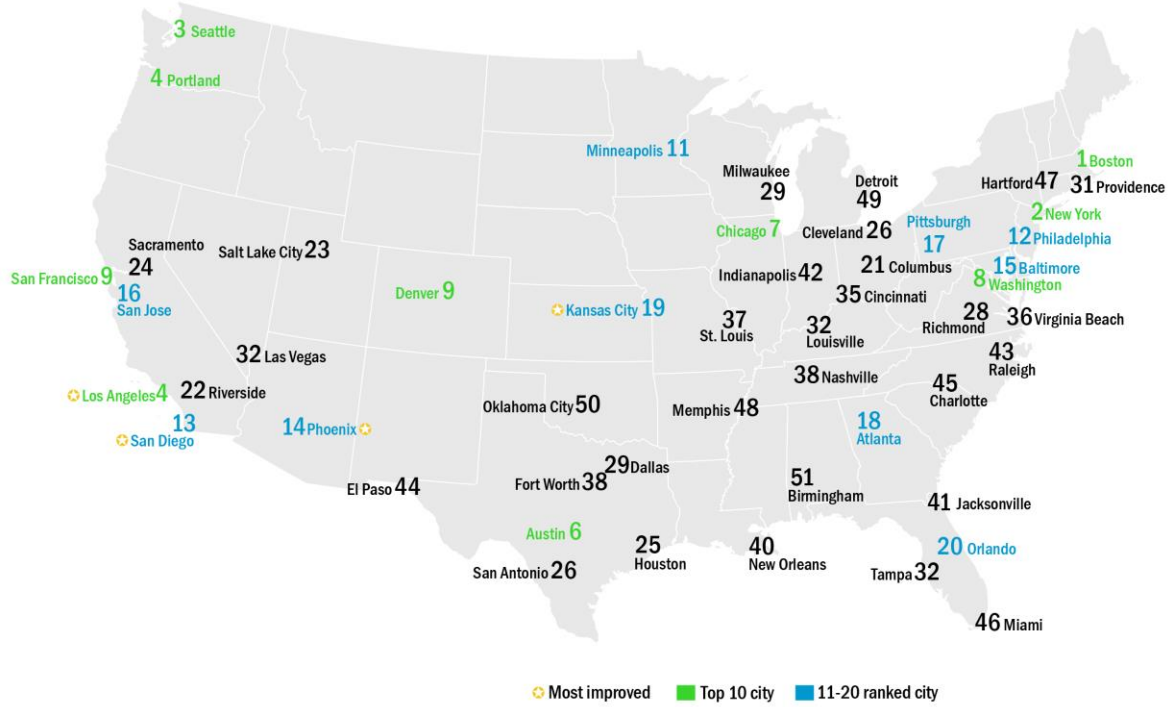 3 Seattle
4 Portland
Minneapolis 11
Milwaukee
29
Detroit
49
1 Boston
Hartford 47
31 Providence
2 New York
Pittsburgh
17
12 Philadelphia
Chicago 7
Cleveland 26
Sacramento
24
Salt Lake City 23
San Francisco 9
16
San Jose
Denver 9
Indianapolis 42
21 Columbus
15 Baltimore
8 Washington
35 Cincinnati
Kansas City 19
37
St. Louis
32
Louisville
28
Richmond
36 Virginia Beach
32 Las Vegas
43
Raleigh
38 Nashville
Los Angeles 4
22 Riverside
45
Charlotte
Oklahoma City 50
Memphis 48
13
San Diego
14 Phoenix
18
Atlanta
29 Dallas
Fort Worth 38
El Paso 44
51
Birmingham
41 Jacksonville
Austin 6
25
Houston
40
New Orleans
20 Orlando
San Antonio 26
Tampa 32
46 Miami
Most improved
Top 10 city
11-20 ranked city